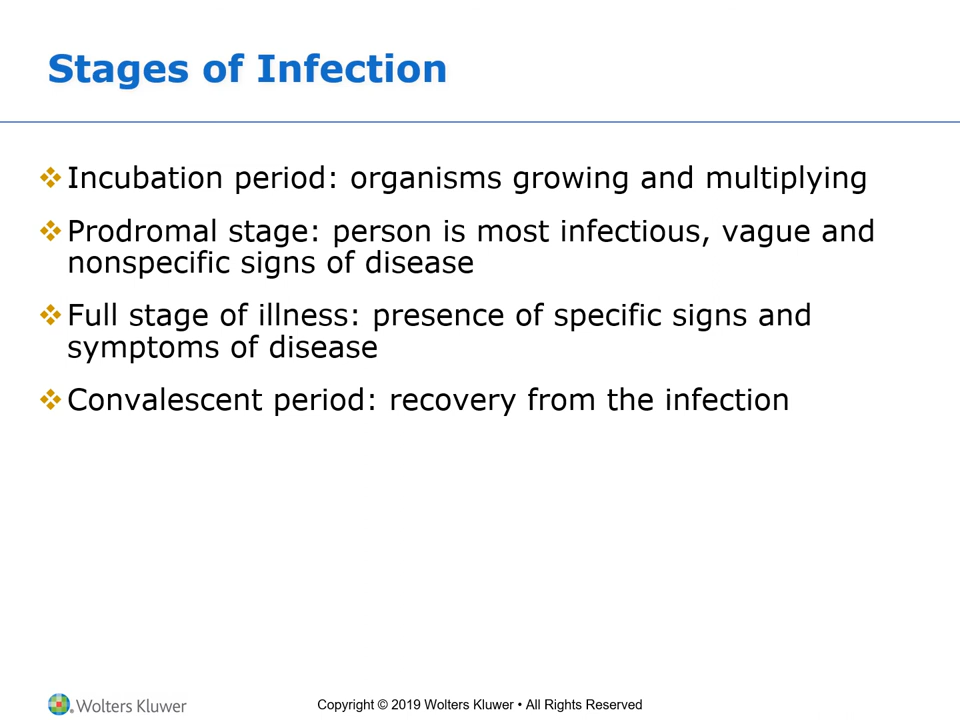 Stages of Infection
❖Incubation period: organisms growing and multiplying
❖Prodromal stage: person is most infectious, vague and
nonspecific signs of disease
❖Full stage of illness: presence of specific signs and
symptoms of disease
❖Convalescent period: recovery from the infection
Wolters Kluwer
Copyright © 2019 Wolters Kluwer • All Rights Reserved